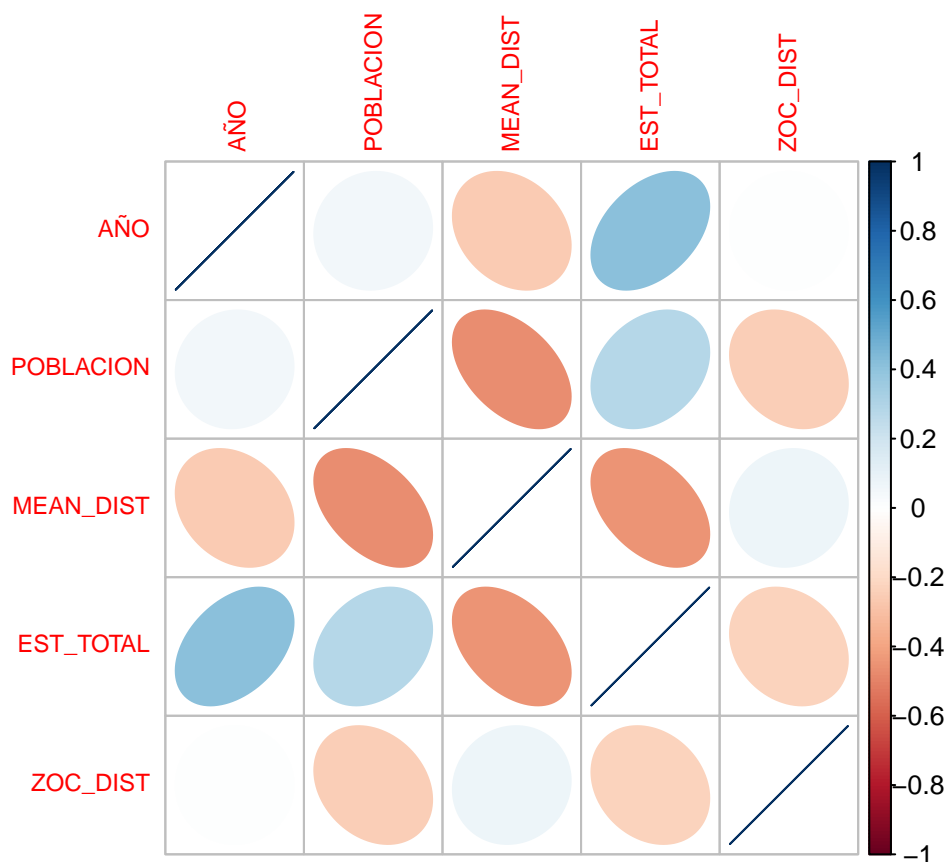 AÑO
POBLACION
MEAN_DIST
EST_TOTAL
ZOC_DIST
AÑO
POBLACION
MEAN_DIST
EST_TOTAL
ZOC_DIST
1
0.8
0.6
0.4
0.2
0
−0.2
−0.4
−0.6
−0.8
−1